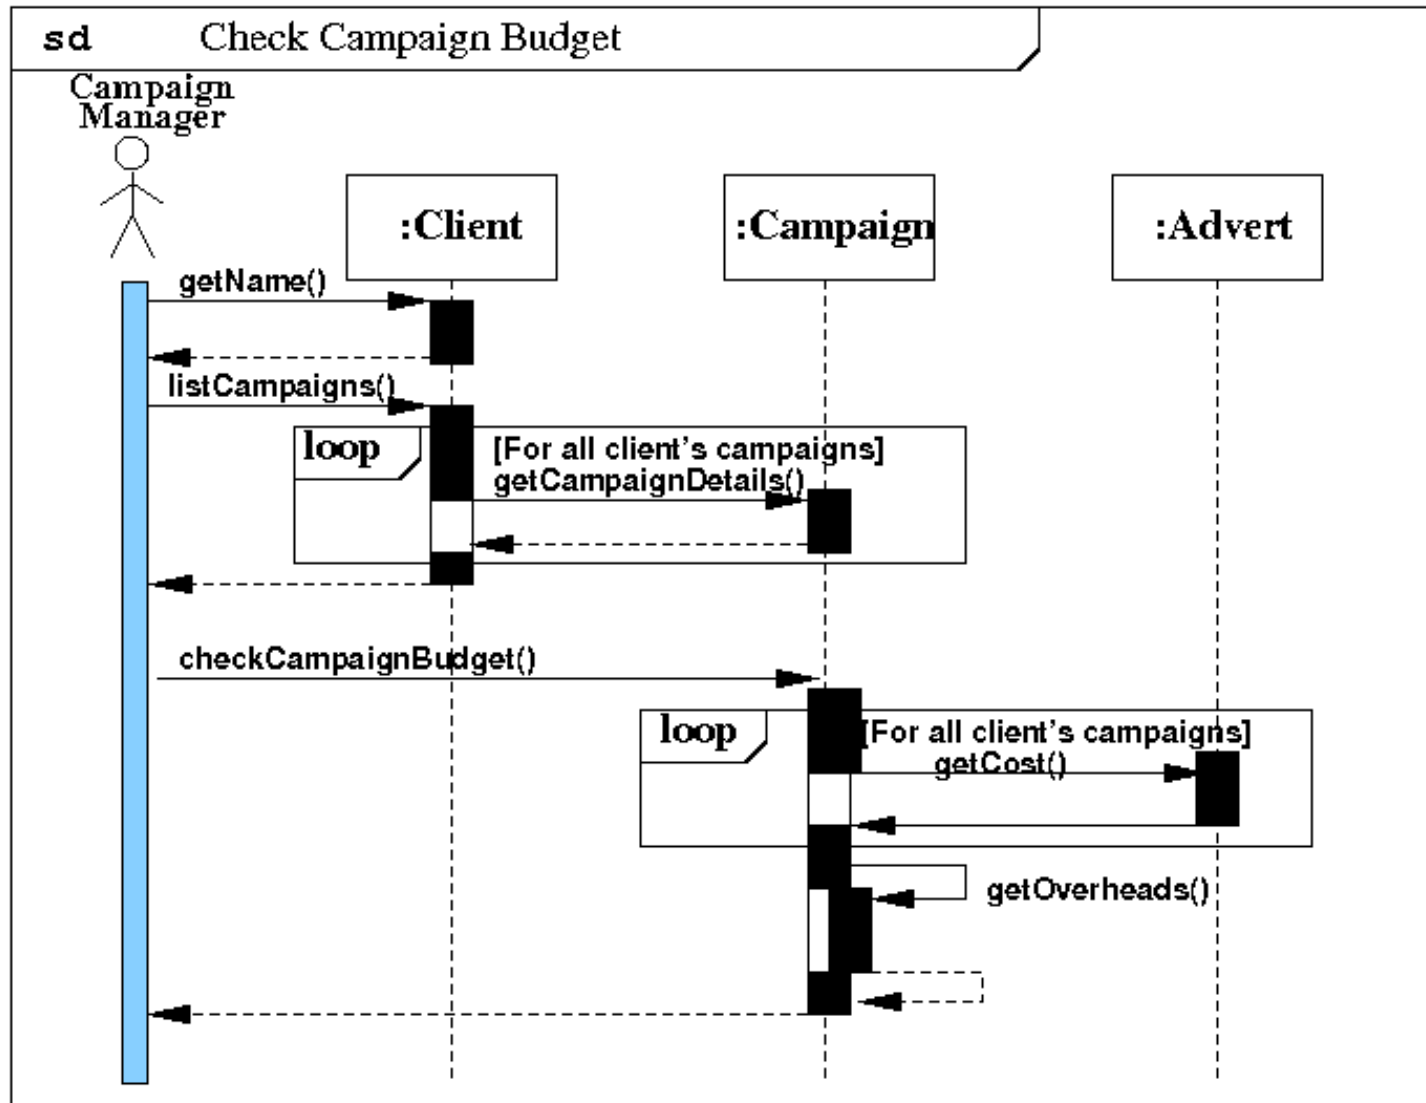 sd Check Campaign Budget
Campaign
Manager
:Client
:Campaign
:Advert
getName()
listCampaigns()
loop
[For all client's campaigns]
getCampaignDetails()
checkCampaignBudget()
loop
[For all client's campaigns]
getCost()
getOverheads()